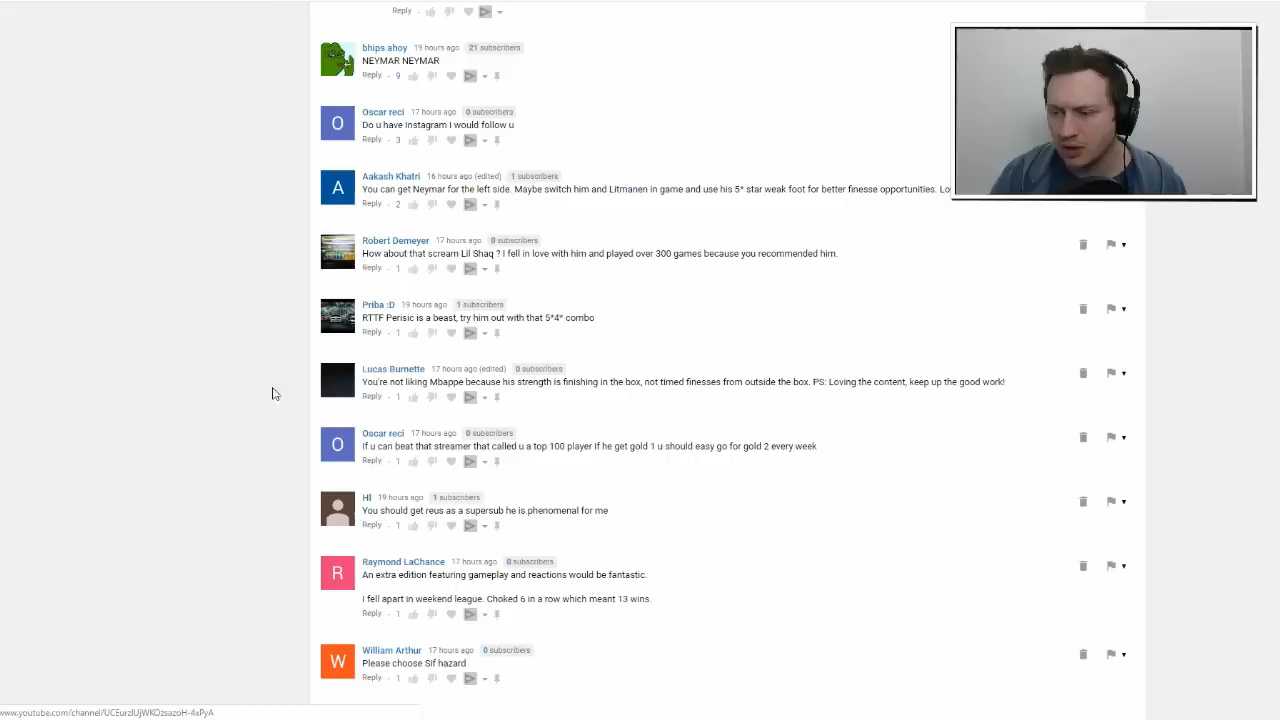 Reply
bhips ahoy 19 hours ago 21 subscribers
NEYMAR NEYMAR
Reply · 9
O
Oscar reci 17 hours ago 0 subscribers
Do u have Instagram I would follow u
Reply · 3
A
Aakash Khatri 16 hours ago (edited) 1 subscribers
You can get Neymar for the left side. Maybe switch him and Litmanen in game and use his 5* star weak foot for better finesse opportunities.
Reply · 2
Robert Demeyer 17 hours ago 0 subscribers
How about that scream Lil Shaq ? I fell in love with him and played over 300 games because you recommended him.
Reply · 1
Priba :D 19 hours ago 1 subscribers
RTTF Perisic is a beast, try him out with that 5*4* combo
Reply · 1
Lucas Burnette 17 hours ago (edited) 0 subscribers
You're not liking Mbappe because his strength is finishing in the box, not timed finesses from outside the box. PS: Loving the content, keep up the good work!
Reply · 1
O
Oscar reci 17 hours ago 0 subscribers
If u can beat that streamer that called u a top 100 player if he get gold 1 u should easy go for gold 2 every week
Reply · 1
19 hours ago 1 subscribers
You should get reus as a supersub he is phenomenal for me
Reply · 1
R
Raymond LaChance 17 hours ago 0 subscribers
An extra edition featuring gameplay and reactions would be fantastic.
I fell apart in weekend league. Choked 6 in a row which meant 13 wins.
Reply · 1
W
William Arthur 17 hours ago 0 subscribers
Please choose Sif hazard
Reply · 1